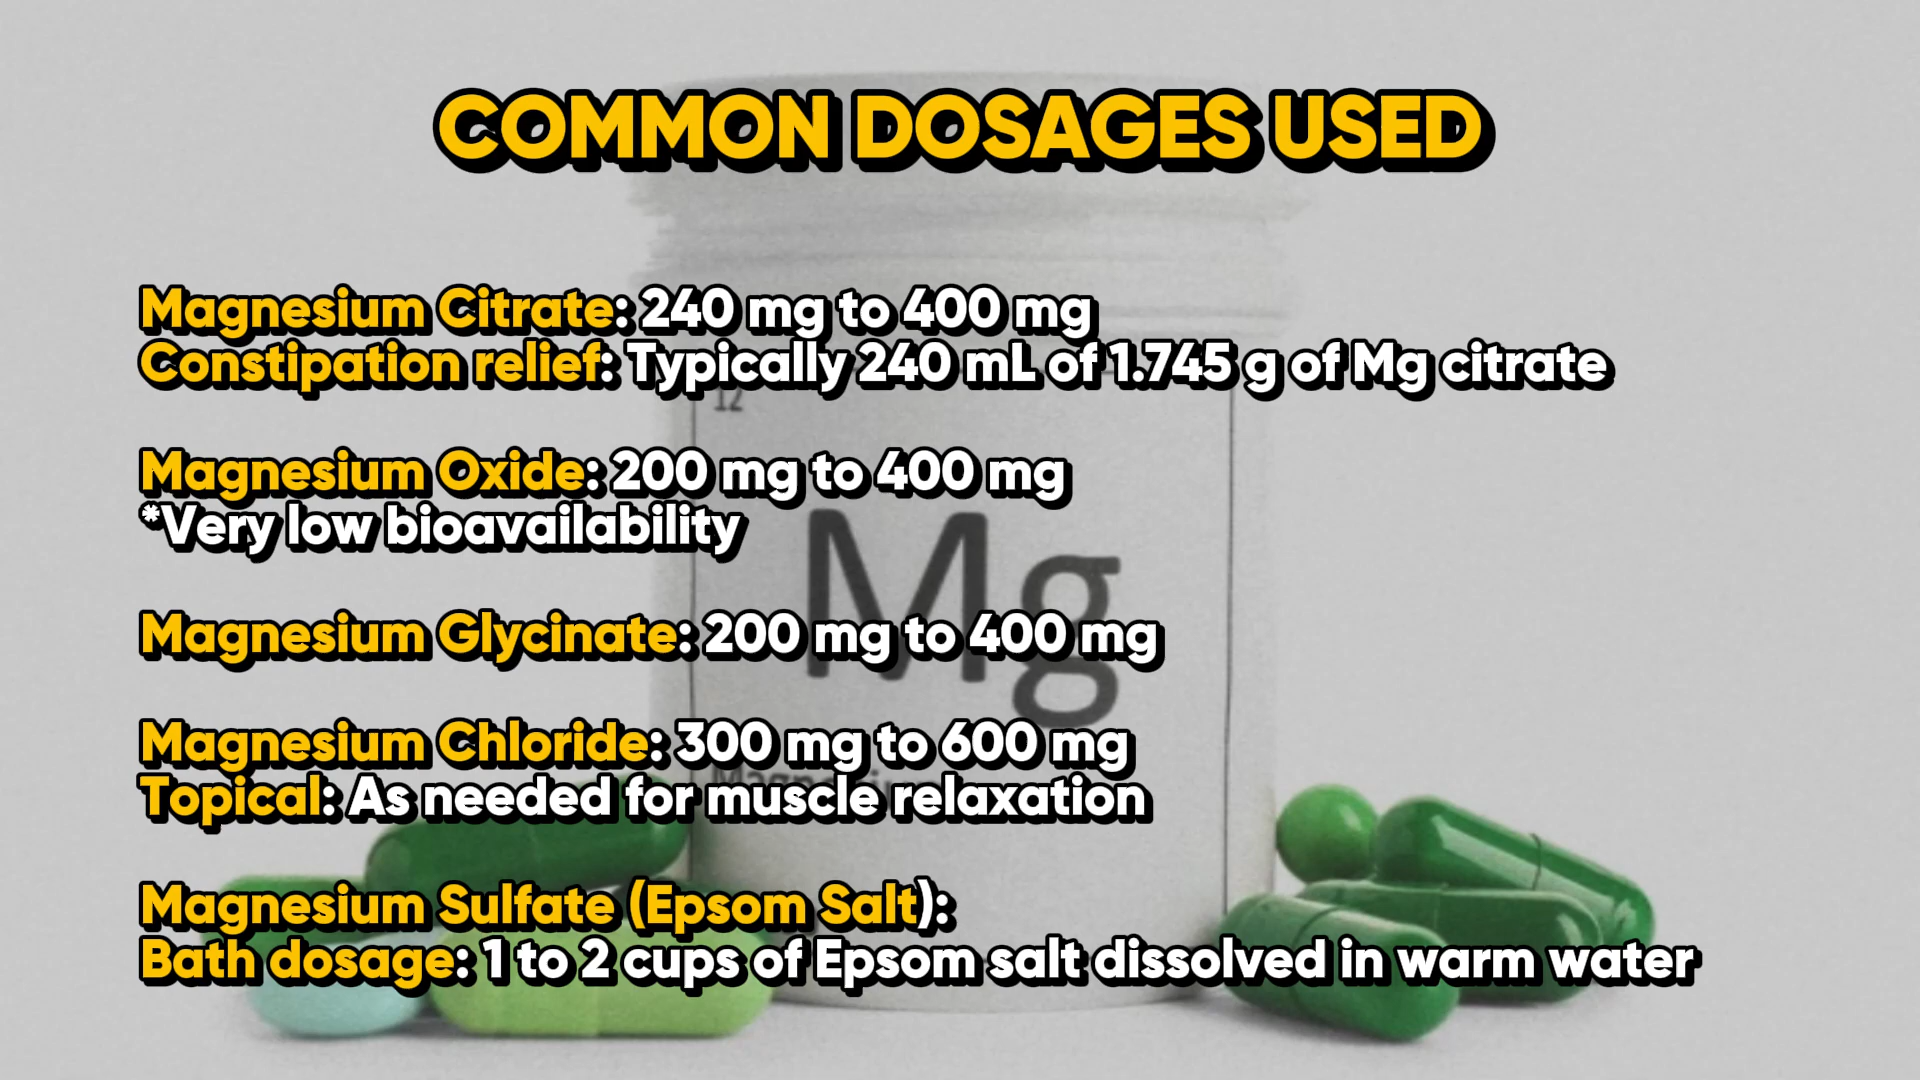 COMMON DOSAGES USED
Magnesium Citrate: 240 mg to 400 mg
Constipation relief: Typically 240 mL of 1.745 g of Mg citrate
12
Magnesium Oxide: 200 mg to 400 mg
*Very low bioavailability
Mg
Magnesium Glycinate: 200 mg to 400 mg
Magnesium Chloride: 300 mg to 600 mg
Topical: As needed for muscle relaxation
Magnesium Sulfate (Epsom Salt):
Bath dosage: 1 to 2 cups of Epsom salt dissolved in warm water